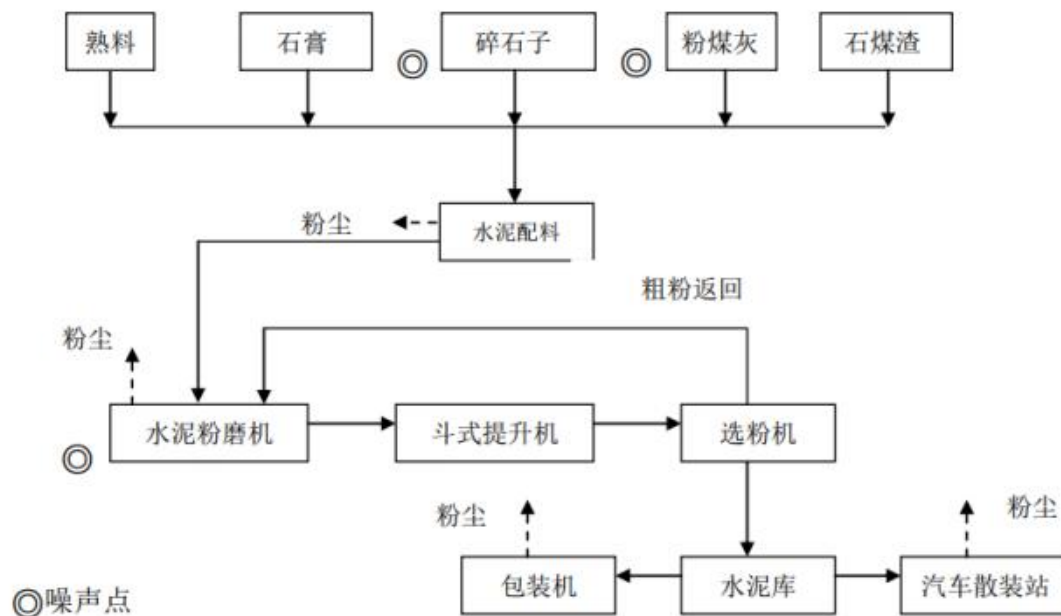 熟料
石膏
碎石子
粉煤灰
石煤渣
粉尘
水泥配料
粗粉返回
粉尘
水泥粉磨机
斗式提升机
选粉机
粉尘
粉尘
包装机
水泥库
汽车散装站
◎噪声点